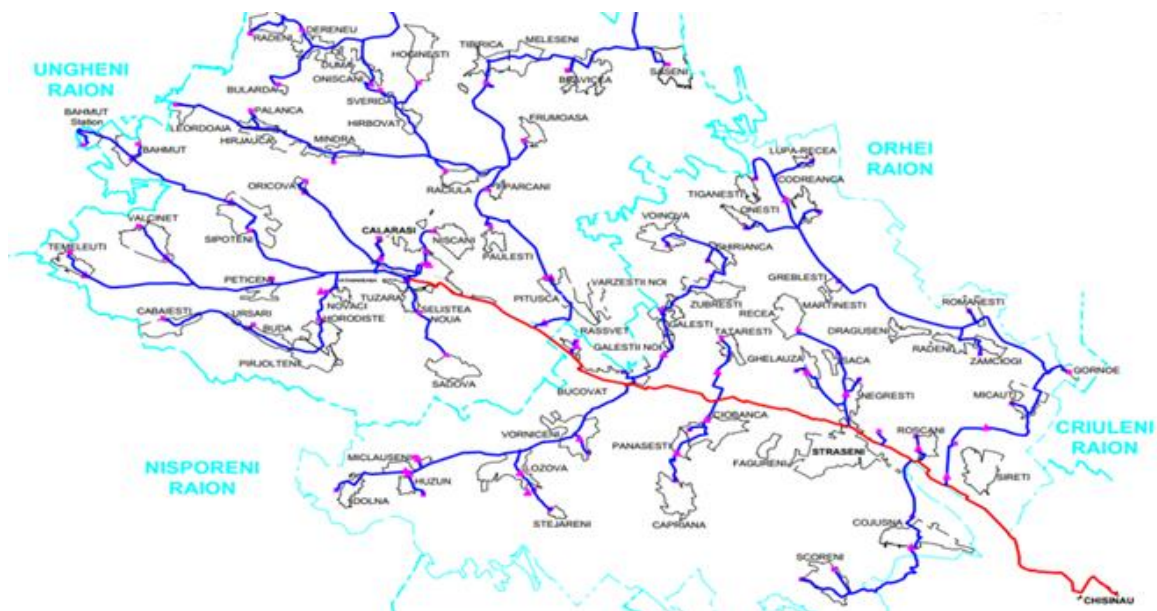 DERENEU
RADENI
DUMA
HOGINESTI
TIBIRICA
MELESENI
UNGHENI
RAION
ONISCANI
BRAVICEA
SASENI
BULARDA
SVERIDA
BAHMUT
Station
PALANCA
LEORDOAIA
HIRBOVAT
FRUMOASA
HIRJAUCA
MINDRA
BAHMUT
ORHEI
RAION
LUPA-RECEA
RACIULA
CODREANCA
ORICOVA
PARCANI
TIGANESTI
ONESTI
VALCINET
VOINOVA
CALARASI
NISCANI
SIPOTENI
GHIRIANCA
TEMELEUTI
PAULESTI
PETICENI
VARZESTII NOI
GREBLESTI
TUZARA
PITUSCA
ZUBRESTI
NOVACI
MARTINESTI
ROMANESTI
CABAIESTI
URSARI
SELISTEA
NOUA
RECEA
HORODISTE
GALESTI
BUDA
RASSVET
TATARESTI
DRAGUSENI
GALESTII NOI
RADENI
PIRJOLTENI
GHELAUZA
SACA
ZAMCIOGI
SADOVA
GORNOE
BUCOVAT
NEGRESTI
MICAUTI
CIOBANCA
CRIULENI
RAION
VORNICENI
ROSCANI
PANASESTI
STRASENI
MICLAUSENI
NISPORENI
RAION
FAGURENI
LOZOVA
HUZUN
SIRETI
DOLNA
STEJARENI
CAPRIANA
COJUSNA
SCORENI
CHISINAU